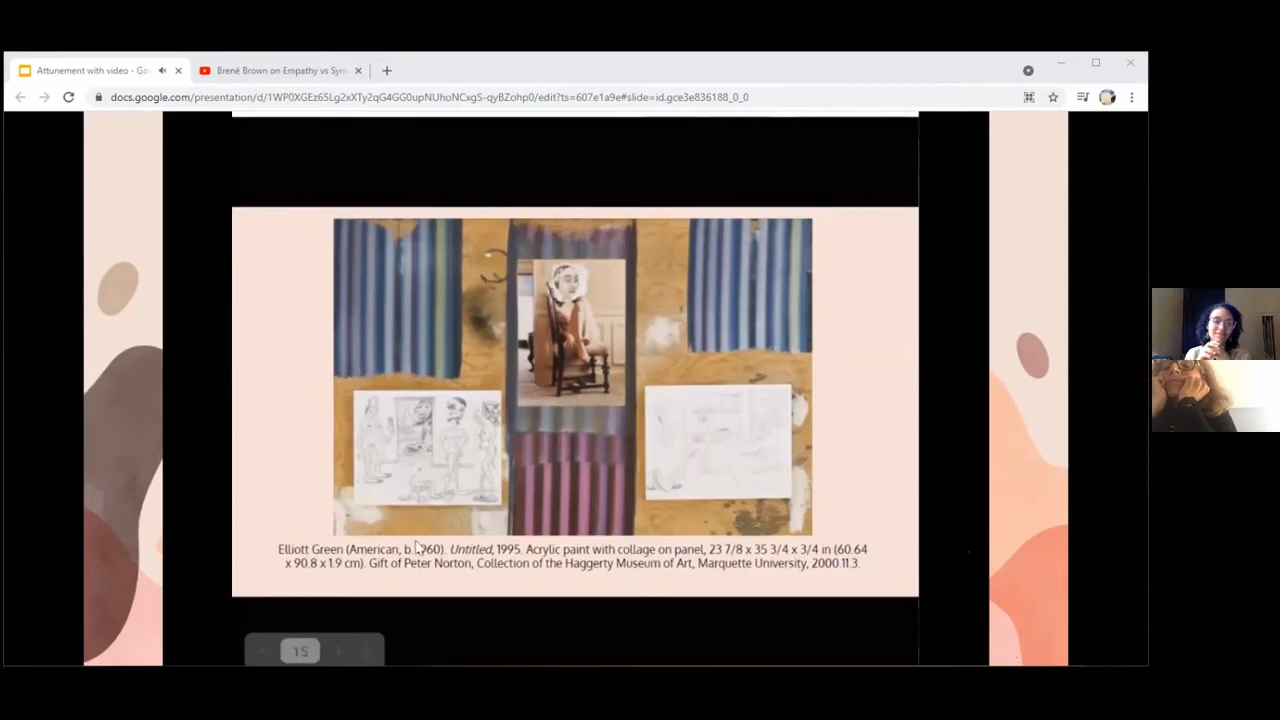 Attunement with video - Go
Brené Brown on Empathy vs Sym
docs.google.com/presentation/d/1WP0XGEz65Lg2xXTy2qG4GG0upNUhoNCxgS-qyBZohp0/edit?ts=607e1a9e#slide=id.gce3e836188_0_0
Elliott Green (American, b. 1960). Untitled, 1995. Acrylic paint with collage on panel, 23 7/8 x 35 3/4 x 3/4 in (60.64
x 90.8 x 1.9 cm). Gift of Peter Norton, Collection of the Haggerty Museum of Art, Marquette University, 2000.11.3.
15